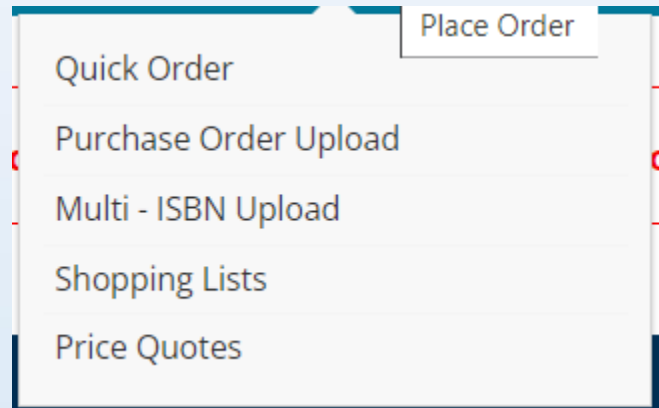 Place Order
Quick Order
Purchase Order Upload
Multi - ISBN Upload
Shopping Lists
Price Quotes